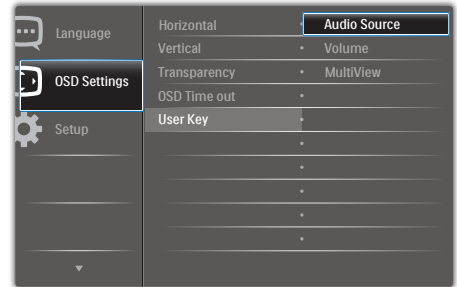 Language
OSD Settings
Setup
Horizontal
Vertical
Transparency
OSD Time out
User Key
Audio Source
Volume
MultiView